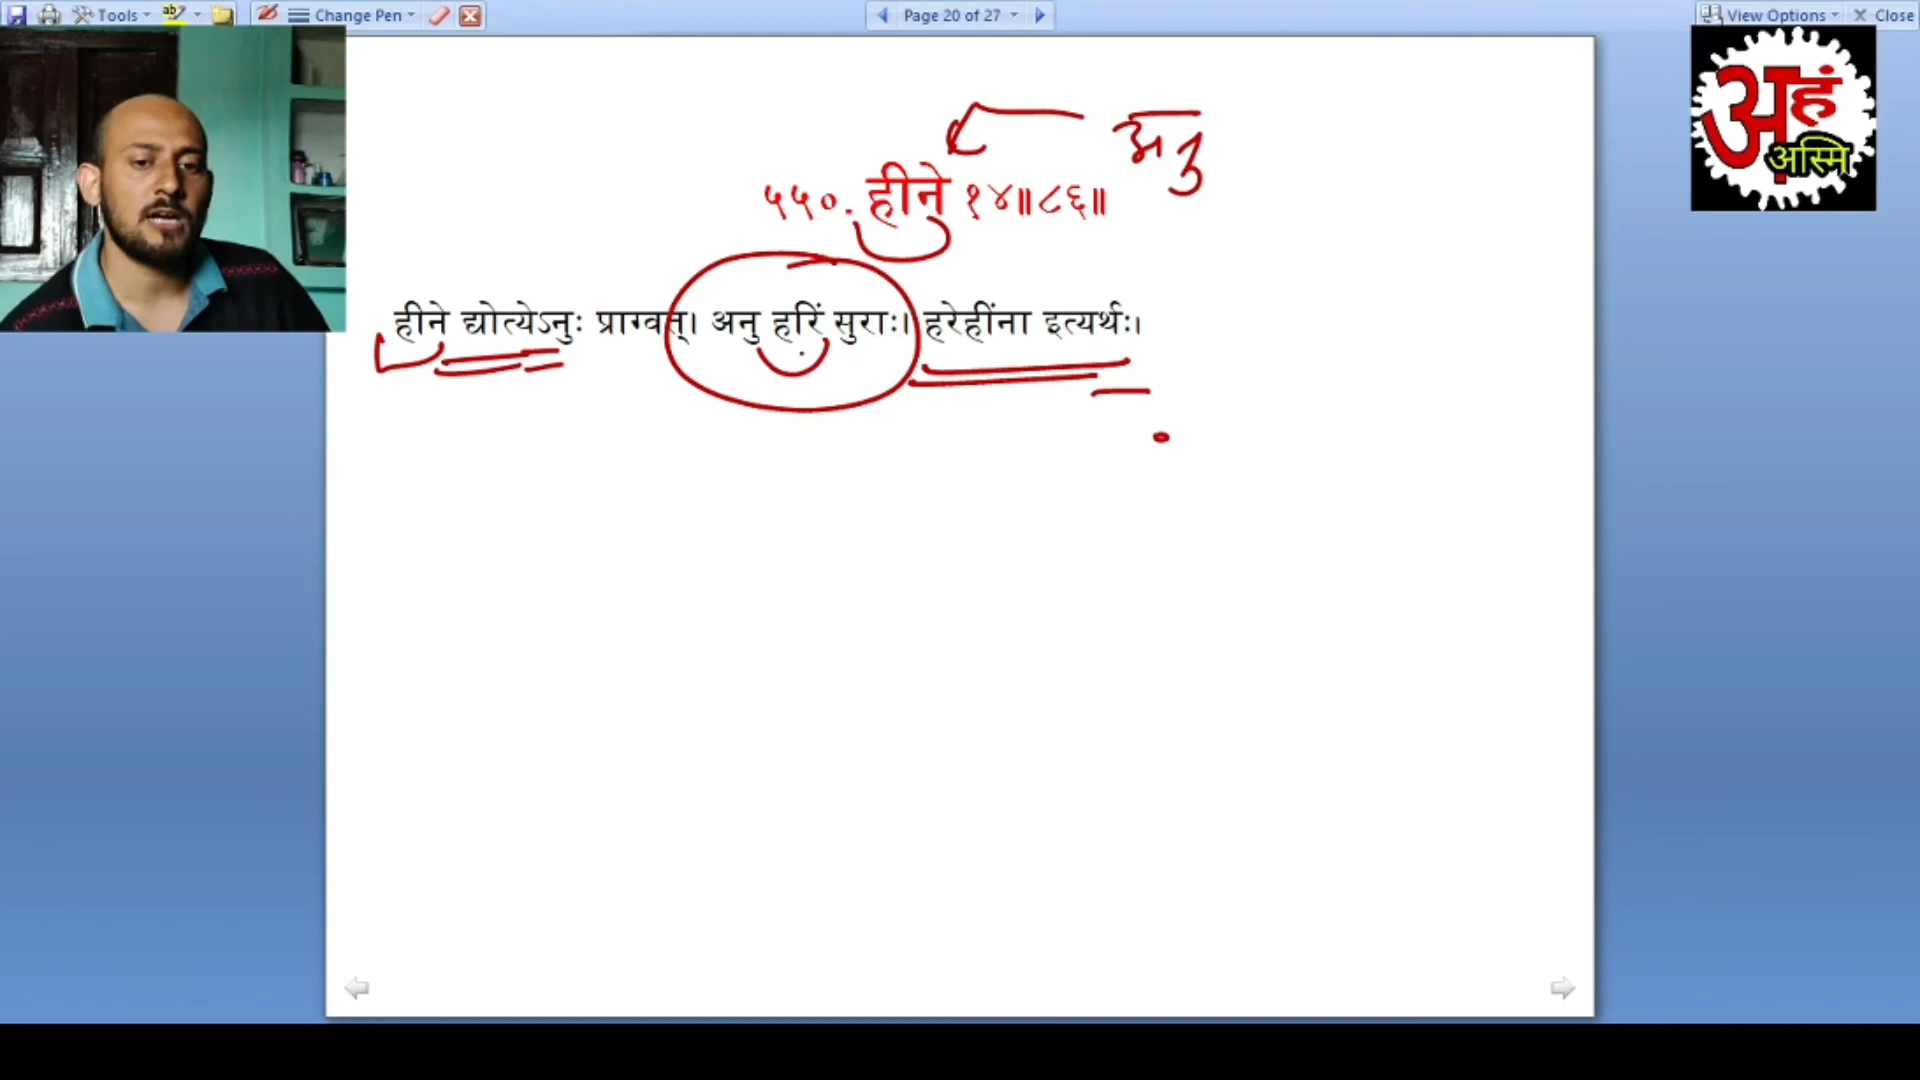 Tools
Change Pen
Page 20 of 27
View Options
Close
अहं
अस्मि
अनु
५५०. हीने १४॥८६॥
हीने द्योत्येऽनुः प्राग्वत्। अनु हरिं सुराः। हरेर्हीना इत्यर्थः।